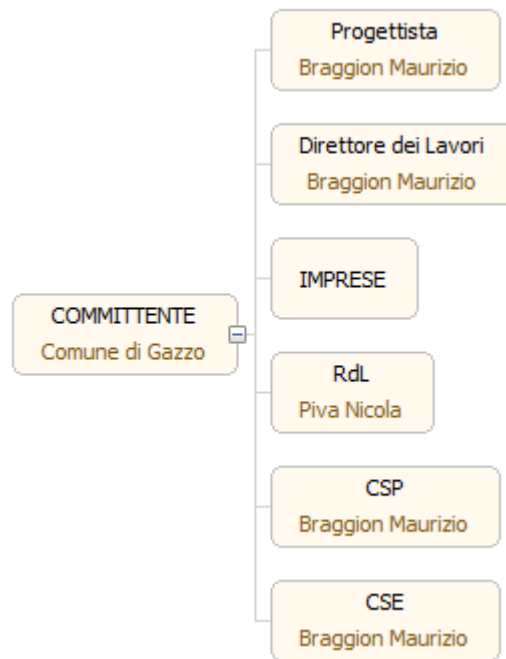 Progettista
Braggion Maurizio
Direttore dei Lavori
Braggion Maurizio
IMPRESE
COMMITTENTE
Comune di Gazzo
RdL
Piva Nicola
CSP
Braggion Maurizio
CSE
Braggion Maurizio